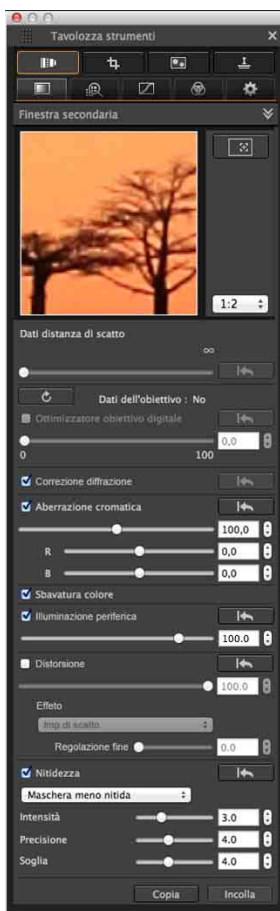 Tavolozza strumenti
Finestra secondaria
1:2
Dati distanza di scatto
∞
Dati dell'obiettivo : No
Ottimizzatore obiettivo digitale
0,0
0 100
Correzione diffrazione
Aberrazione cromatica
100,0
R 0,0
B 0,0
Sbavatura colore
Illuminazione periferica
100.0
Distorsione
100.0
Effeto
Imp.di scatto
Regolazione fine 0.0
Nitidezza
Maschera meno nitida
Intensità 3.0
Precisione 4.0
Soglia 4.0
Copia Incolla